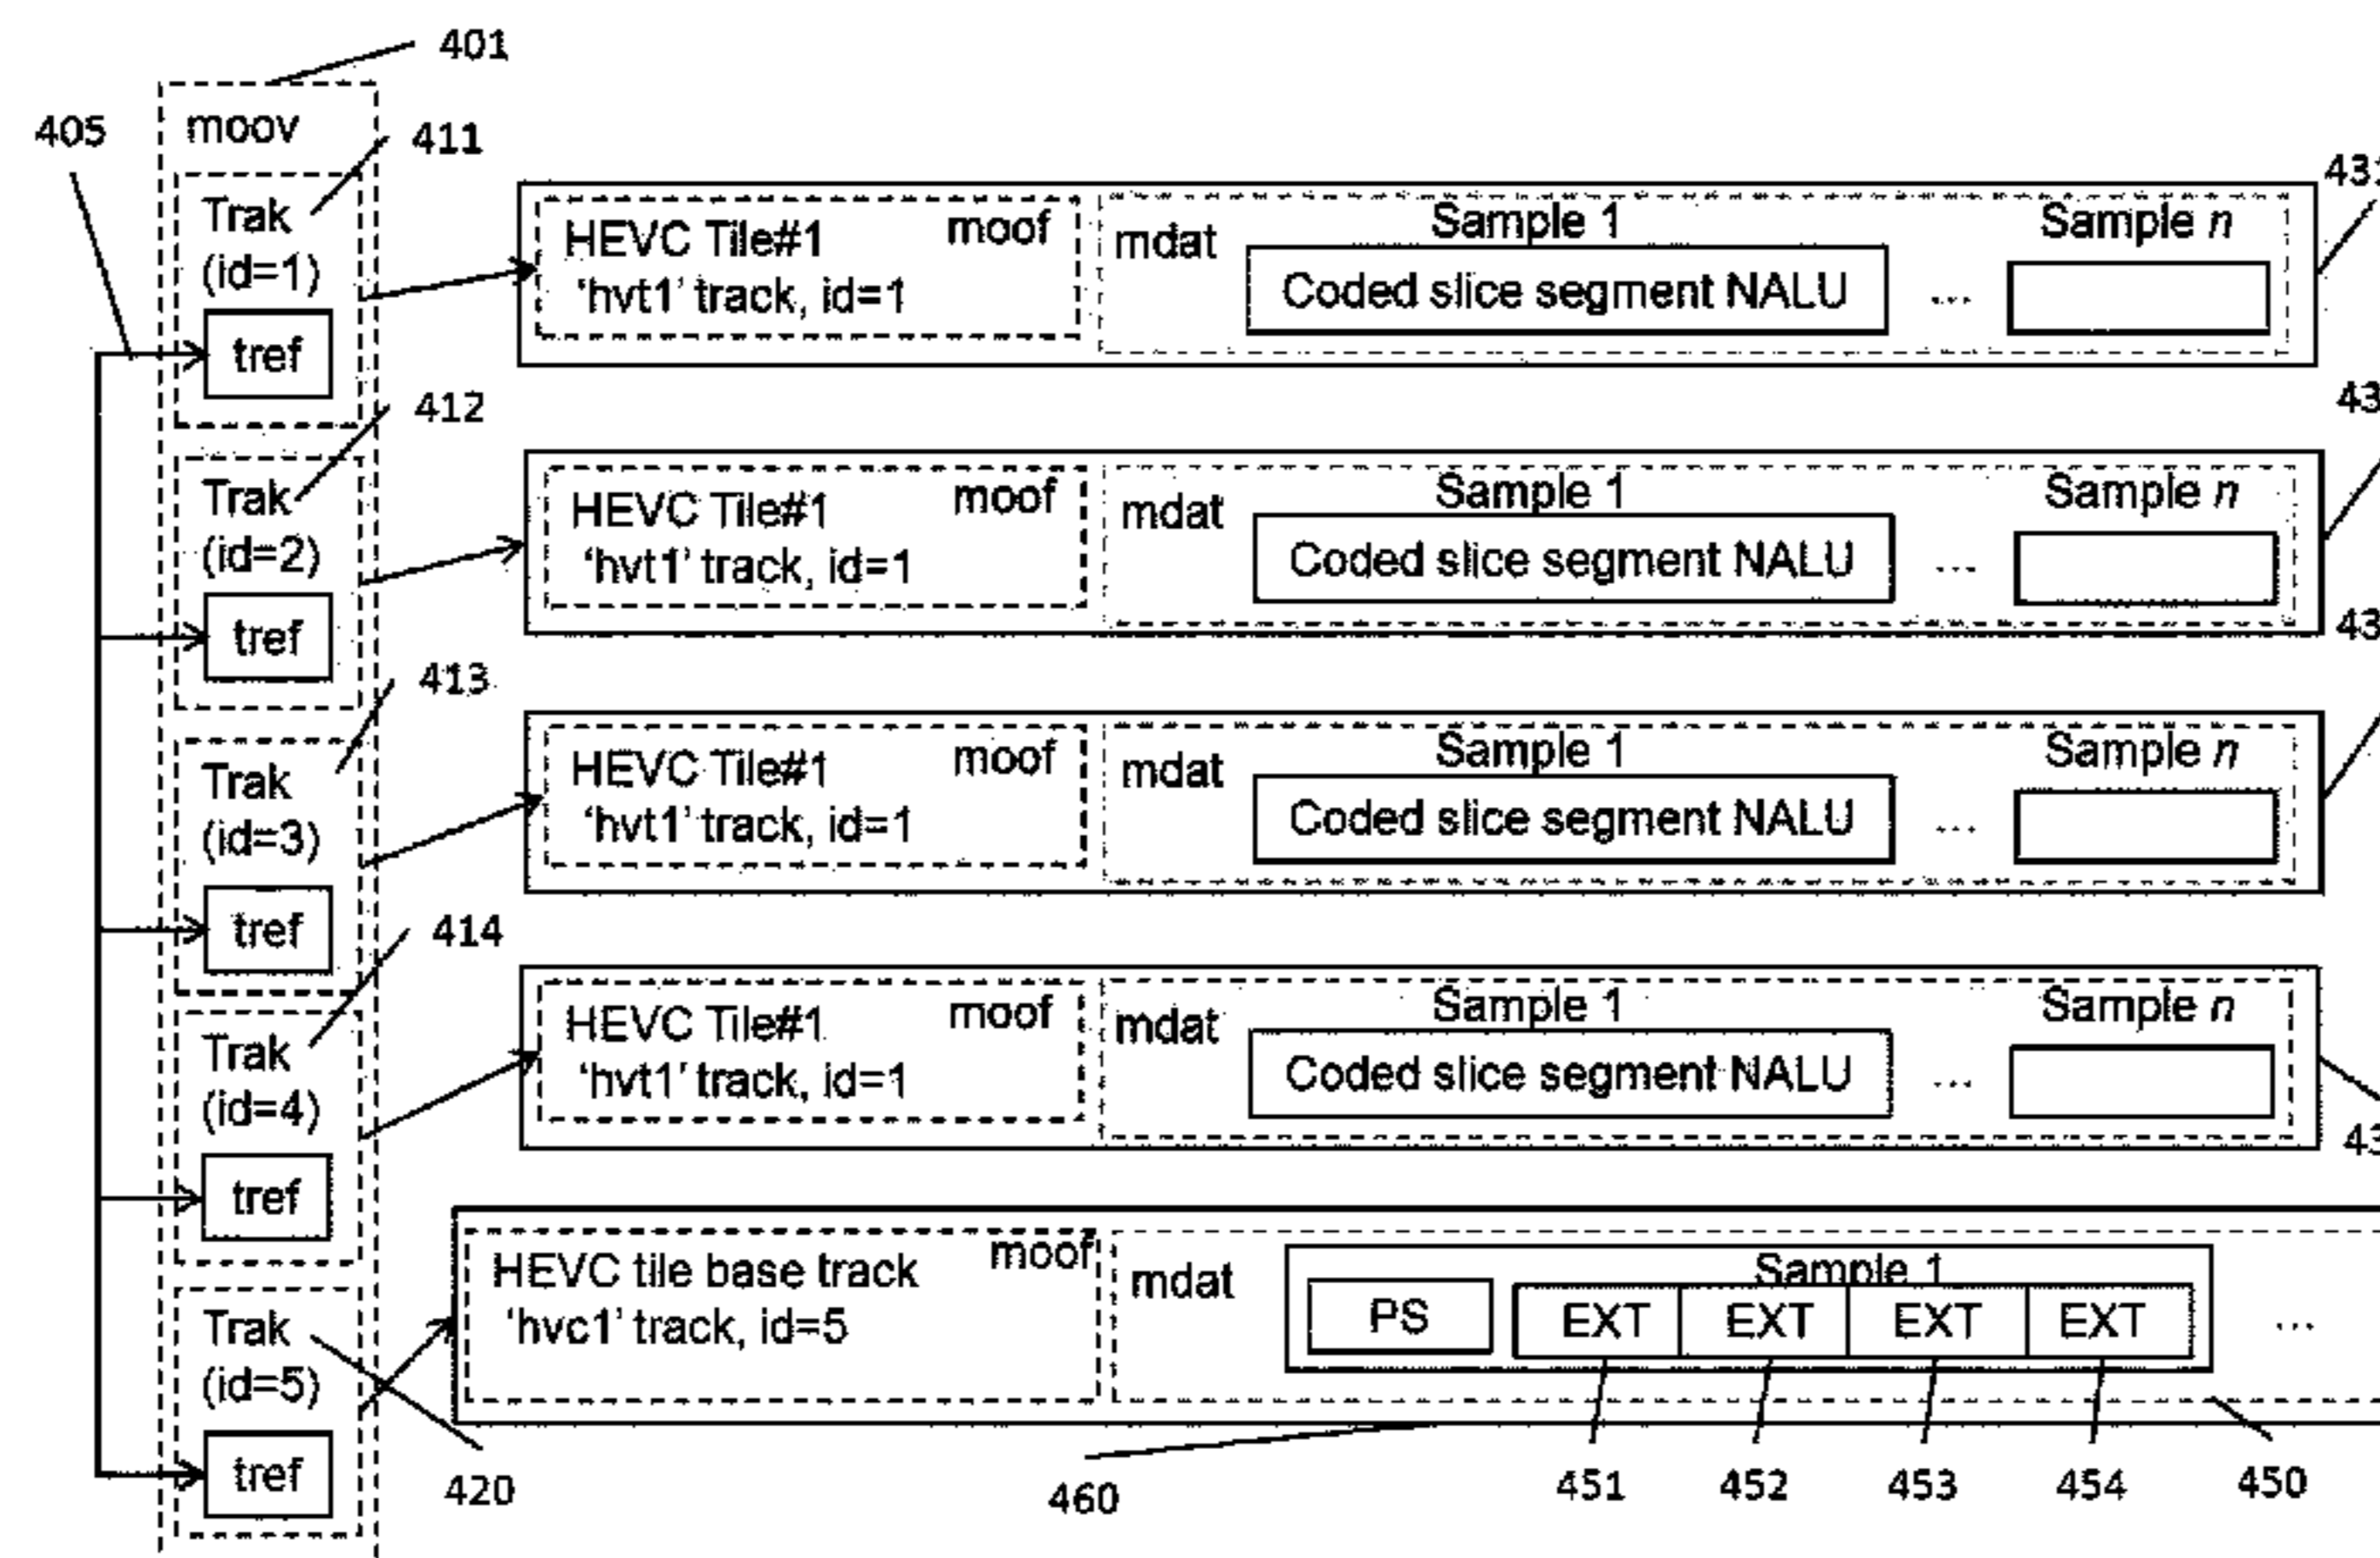 401
405
moov
411
Trak
(id=1)
tref
412
Trak
(id=2)
tref
413
Trak
(id=3)
tref
414
Trak
(id=4)
tref
Trak
(id=5)
tref
420
HEVC Tile#1 moof
'hvt1' track, id=1
mdat
Sample 1
Coded slice segment NALU
...
Sample n
HEVC Tile#1 moof
'hvt1' track, id=1
mdat
Sample 1
Coded slice segment NALU
...
Sample n
HEVC Tile#1 moof
'hvt1' track, id=1
mdat
Sample 1
Coded slice segment NALU
...
Sample n
HEVC Tile#1 moof
'hvt1' track, id=1
mdat
Sample 1
Coded slice segment NALU
...
Sample n
HEVC tile base track moof
'hvc1' track, id=5
mdat
Sample 1
PS EXT EXT EXT EXT ...
460
451 452 453 454 450